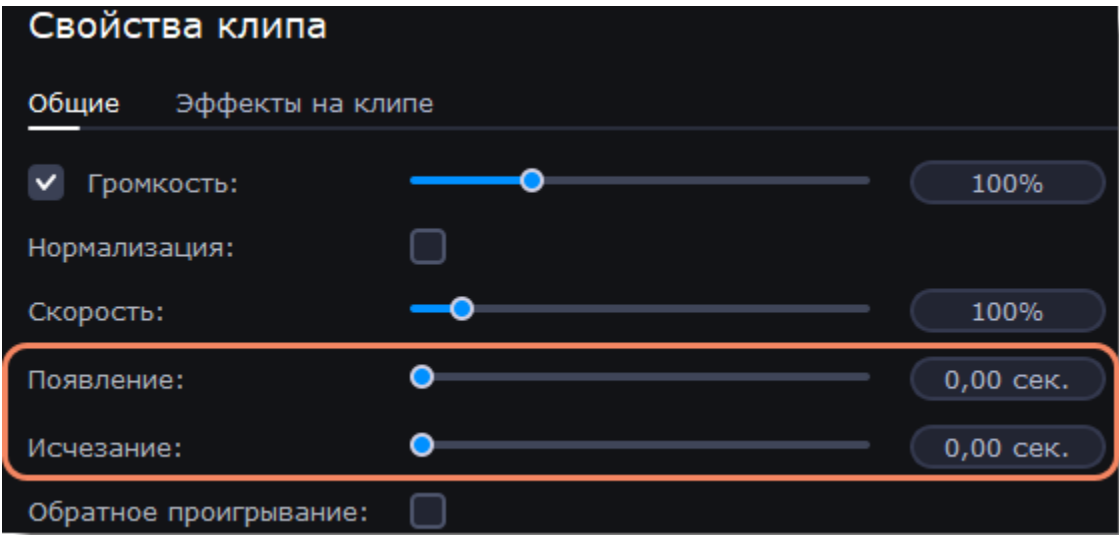 Свойства клипа
Общие Эффекты на клипе
Громкость: 100%
Нормализация:
Скорость: 100%
Появление: 0,00 сек.
Исчезание: 0,00 сек.
Обратное проигрывание: